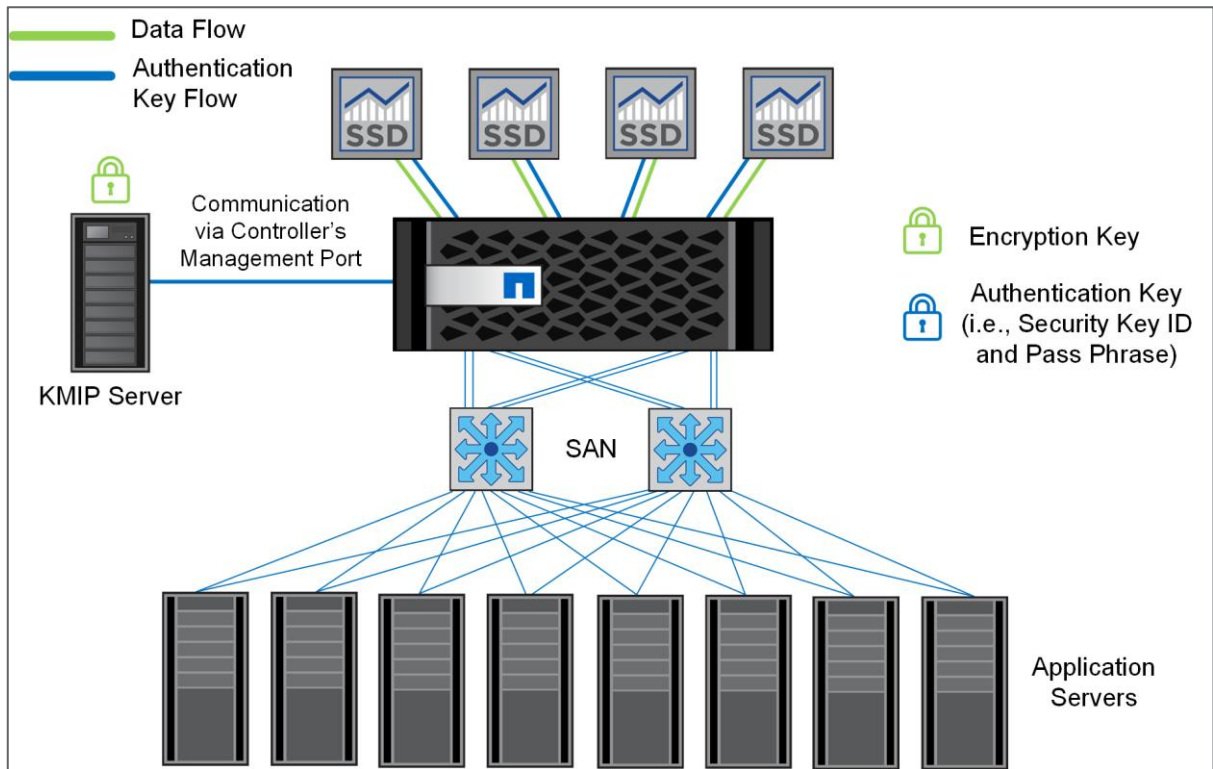 Data Flow
Authentication
Key Flow
SSD
SSD
SSD
SSD
Communication
via Controller's
Management Port
KMIP Server
Encryption Key
Authentication Key
(i.e., Security Key ID
and Pass Phrase)
SAN
Application
Servers